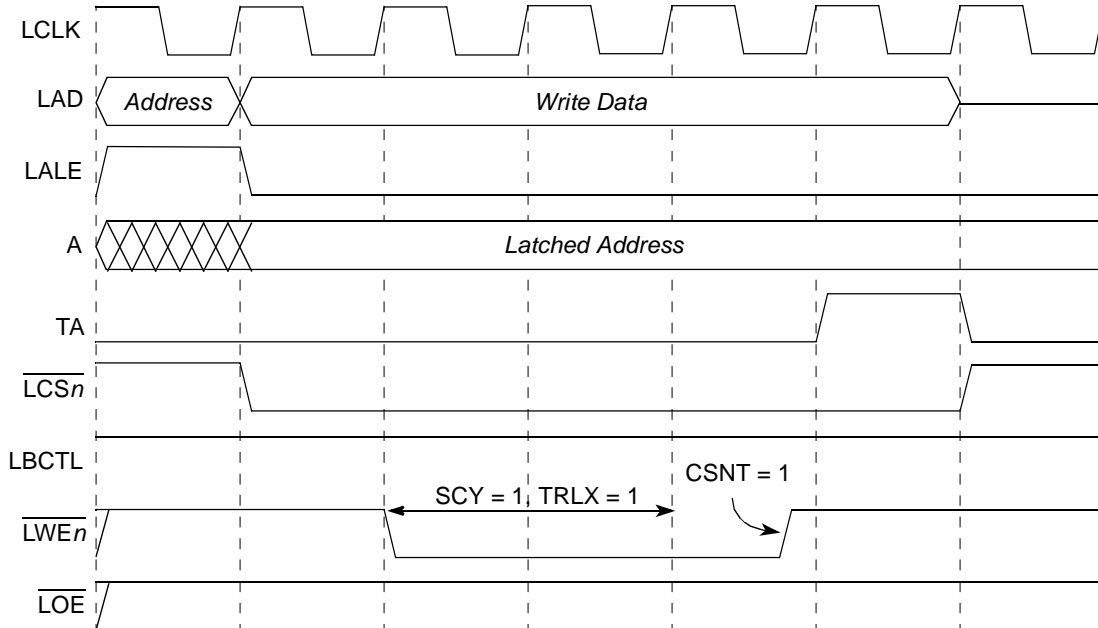 LCLK
LAD Address Write Data
LALE
A Latched Address
TA
LCSn
LBCTL
CSNT = 1
SCY = 1, TRLX = 1
LWEn
LOE